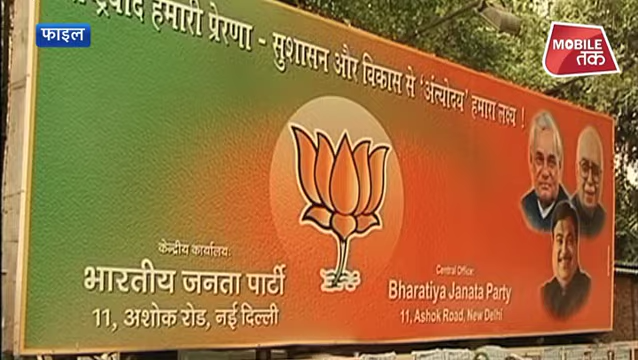 फाइल
MOBILE
तक
हमारी प्रेरणा - सुशासन और विकास से 'अंत्योदय' हमारा लक्ष्य !
केन्द्रीय कार्यालय:
भारतीय जनता पार्टी
11, अशोक रोड, नई दिल्ली
Central Office:
Bharatiya Janata Party
11, Ashok Road, New Delhi